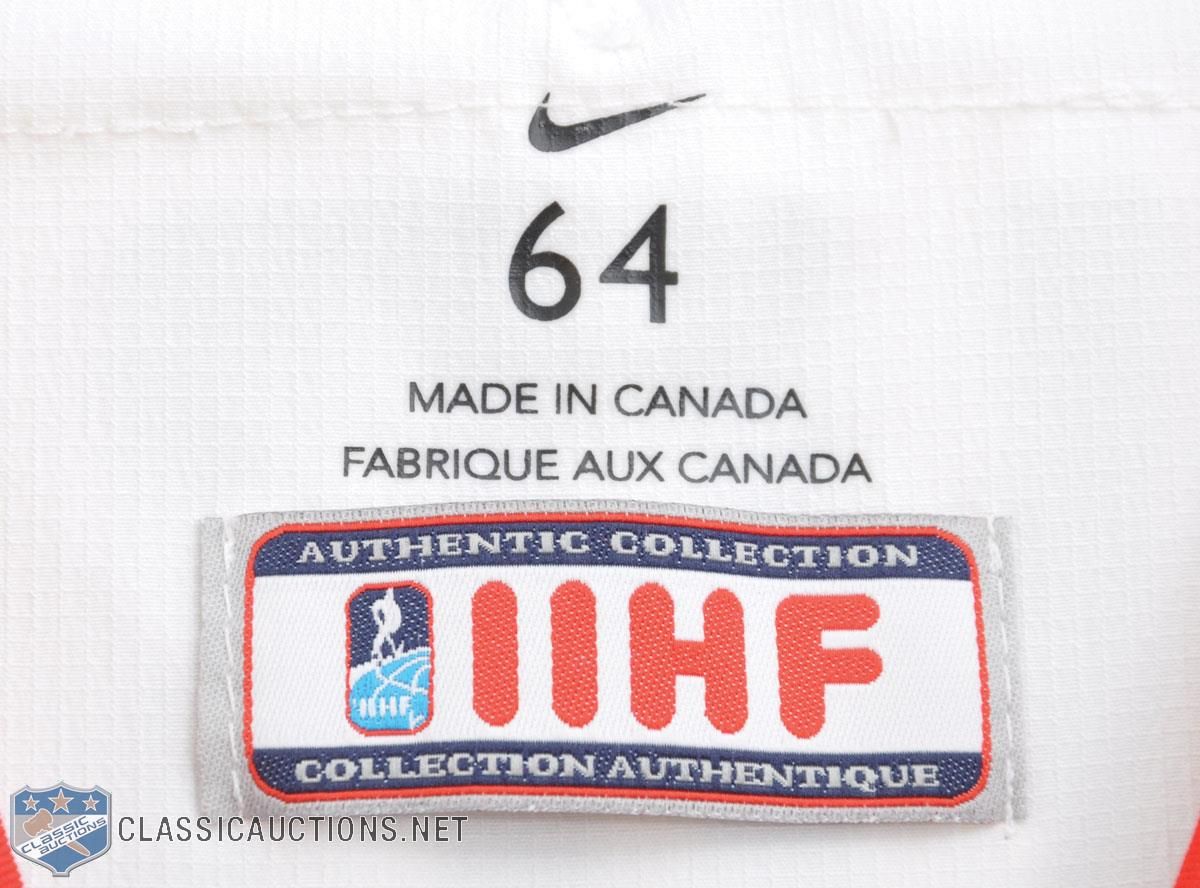 64
MADE IN CANADA
FABRIQUE AUX CANADA
AUTHENTIC COLLECTION
IIHF
IIHF
COLLECTION AUTHENTIQUE
CLASSIC
AUCTIONS
CLASSICAUCTIONS.NET